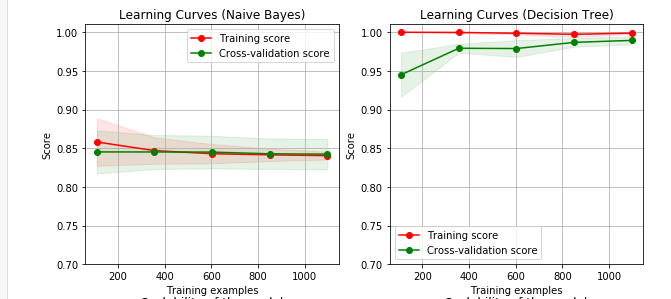 Learning Curves (Naive Bayes)
1.00
0.95
0.90
0.85
0.80
0.75
0.70
Score
Training score
Cross-validation score
200
400
600
800
1000
Training examples
Learning Curves (Decision Tree)
1.00
0.95
0.90
0.85
0.80
0.75
0.70
Score
Training score
Cross-validation score
200
400
600
800
1000
Training examples